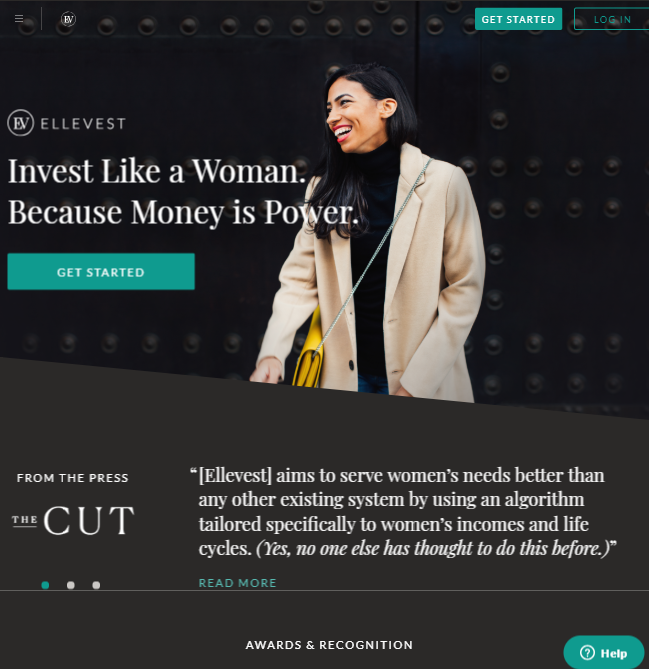 EV
GET STARTED
LOG IN
EV ELLEVEST
Invest Like a Woman.
Because Money is Power.
GET STARTED
FROM THE PRESS
THE CUT
“[Ellevest] aims to serve women’s needs better than
any other existing system by using an algorithm
tailored specifically to women’s incomes and life
cycles. (Yes, no one else has thought to do this before.)”
READ MORE
AWARDS & RECOGNITION
? Help